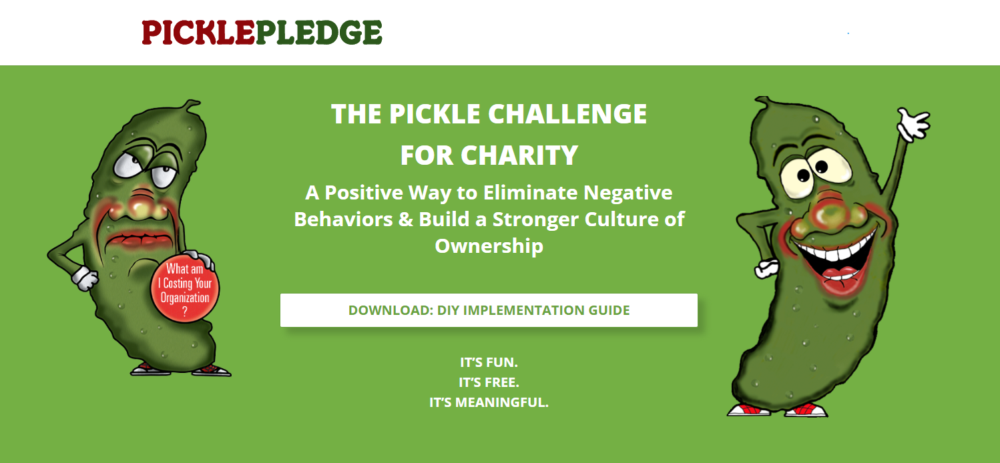 PICKLEPLEDGE
THE PICKLE CHALLENGE
FOR CHARITY
A Positive Way to Eliminate Negative
Behaviors & Build a Stronger Culture of
Ownership
What am
I Costing Your
Organization
?
DOWNLOAD: DIY IMPLEMENTATION GUIDE
IT’S FUN.
IT’S FREE.
IT’S MEANINGFUL.